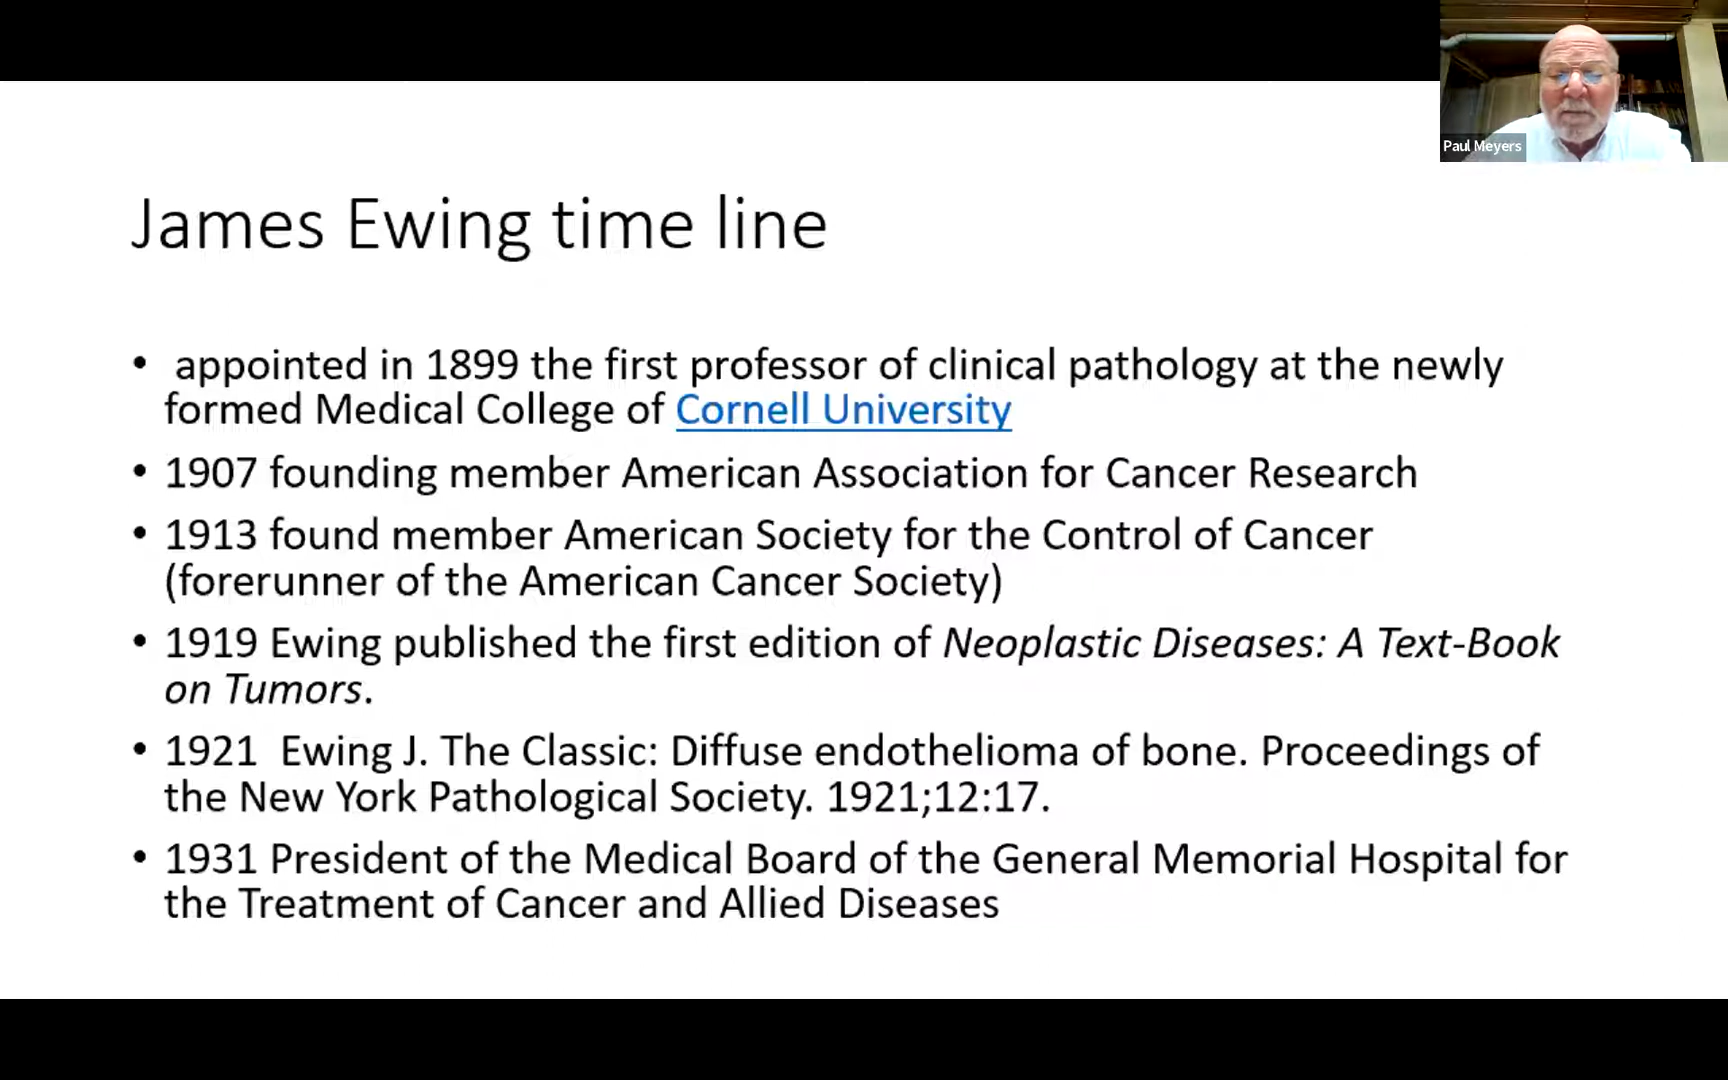 Paul Meyers
James Ewing time line
• appointed in 1899 the first professor of clinical pathology at the newly
formed Medical College of Cornell University
• 1907 founding member American Association for Cancer Research
• 1913 found member American Society for the Control of Cancer
(forerunner of the American Cancer Society)
• 1919 Ewing published the first edition of Neoplastic Diseases: A Text-Book
on Tumors.
• 1921  Ewing J. The Classic: Diffuse endothelioma of bone. Proceedings of
the New York Pathological Society. 1921;12:17.
• 1931 President of the Medical Board of the General Memorial Hospital for
the Treatment of Cancer and Allied Diseases